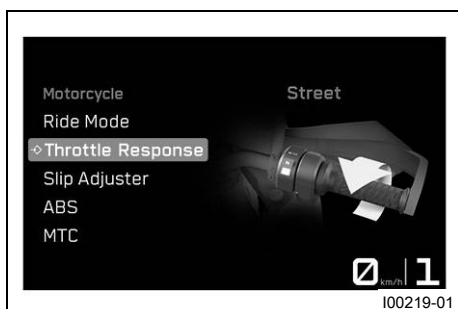 Motorcycle
Street
Ride Mode
Throttle Response
Slip Adjuster
ABS
MTC
0 km/h 1
I00219-01